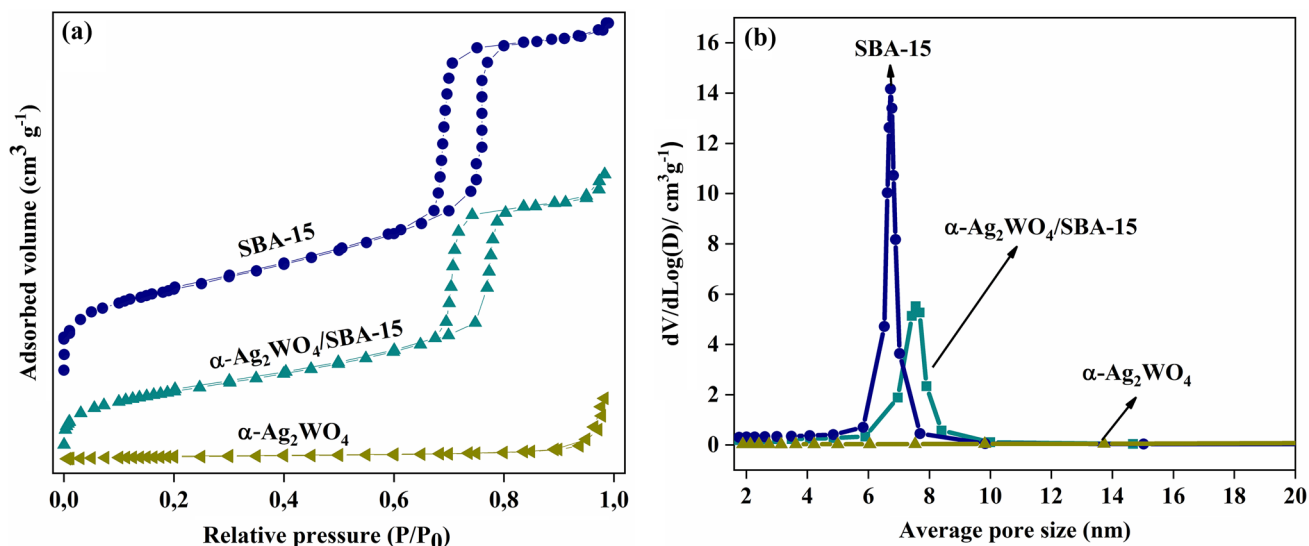 (a)
SBA-15
α-Ag₂WO₄/SBA-15
α-Ag₂WO₄
Adsorbed volume (cm³ g⁻¹)
0,0 0,2 0,4 0,6 0,8 1,0
Relative pressure (P/P₀)
(b)
SBA-15
α-Ag₂WO₄/SBA-15
α-Ag₂WO₄
dV/dLog(D)/ cm³g⁻¹
16
14
12
10
8
6
4
2
0
2 4 6 8 10 12 14 16 18 20
Average pore size (nm)